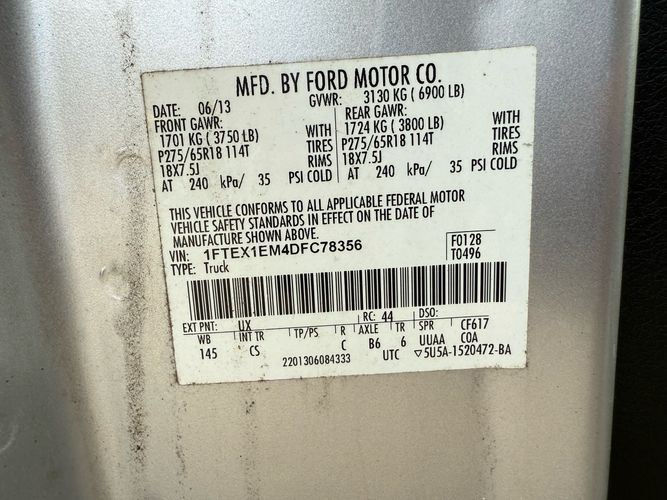 MFD. BY FORD MOTOR CO.
DATE: 06/13 GVWR: 3130 KG ( 6900 LB)
FRONT GAWR: REAR GAWR:
1701 KG ( 3750 LB) WITH 1724 KG ( 3800 LB) WITH
P275/65R18 114T TIRES P275/65R18 114T TIRES
18X7.5J RIMS 18X7.5J RIMS
AT 240 kPa/ 35 PSI COLD AT 240 kPa/ 35 PSI COLD
THIS VEHICLE CONFORMS TO ALL APPLICABLE FEDERAL MOTOR
VEHICLE SAFETY STANDARDS IN EFFECT ON THE DATE OF
MANUFACTURE SHOWN ABOVE.
VIN: 1FTEX1EM4DFC78356 F0128
TYPE: Truck T0496
EXT PNT: UX RC: 44 DSO:
WB INT TR TP/PS R AXLE TR SPR CF617
145 CS C B6 6 UUAA COA
2201306084333 UTC ▽5U5A-1520472-BA